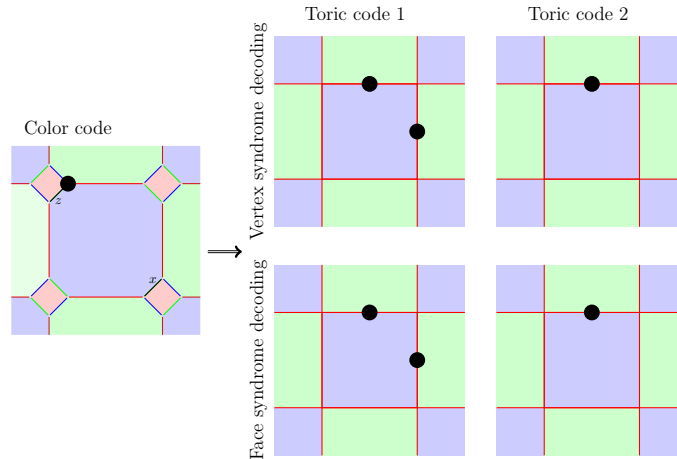 Toric code 1
Toric code 2
Color code
z
x
Vertex syndrome decoding
Face syndrome decoding